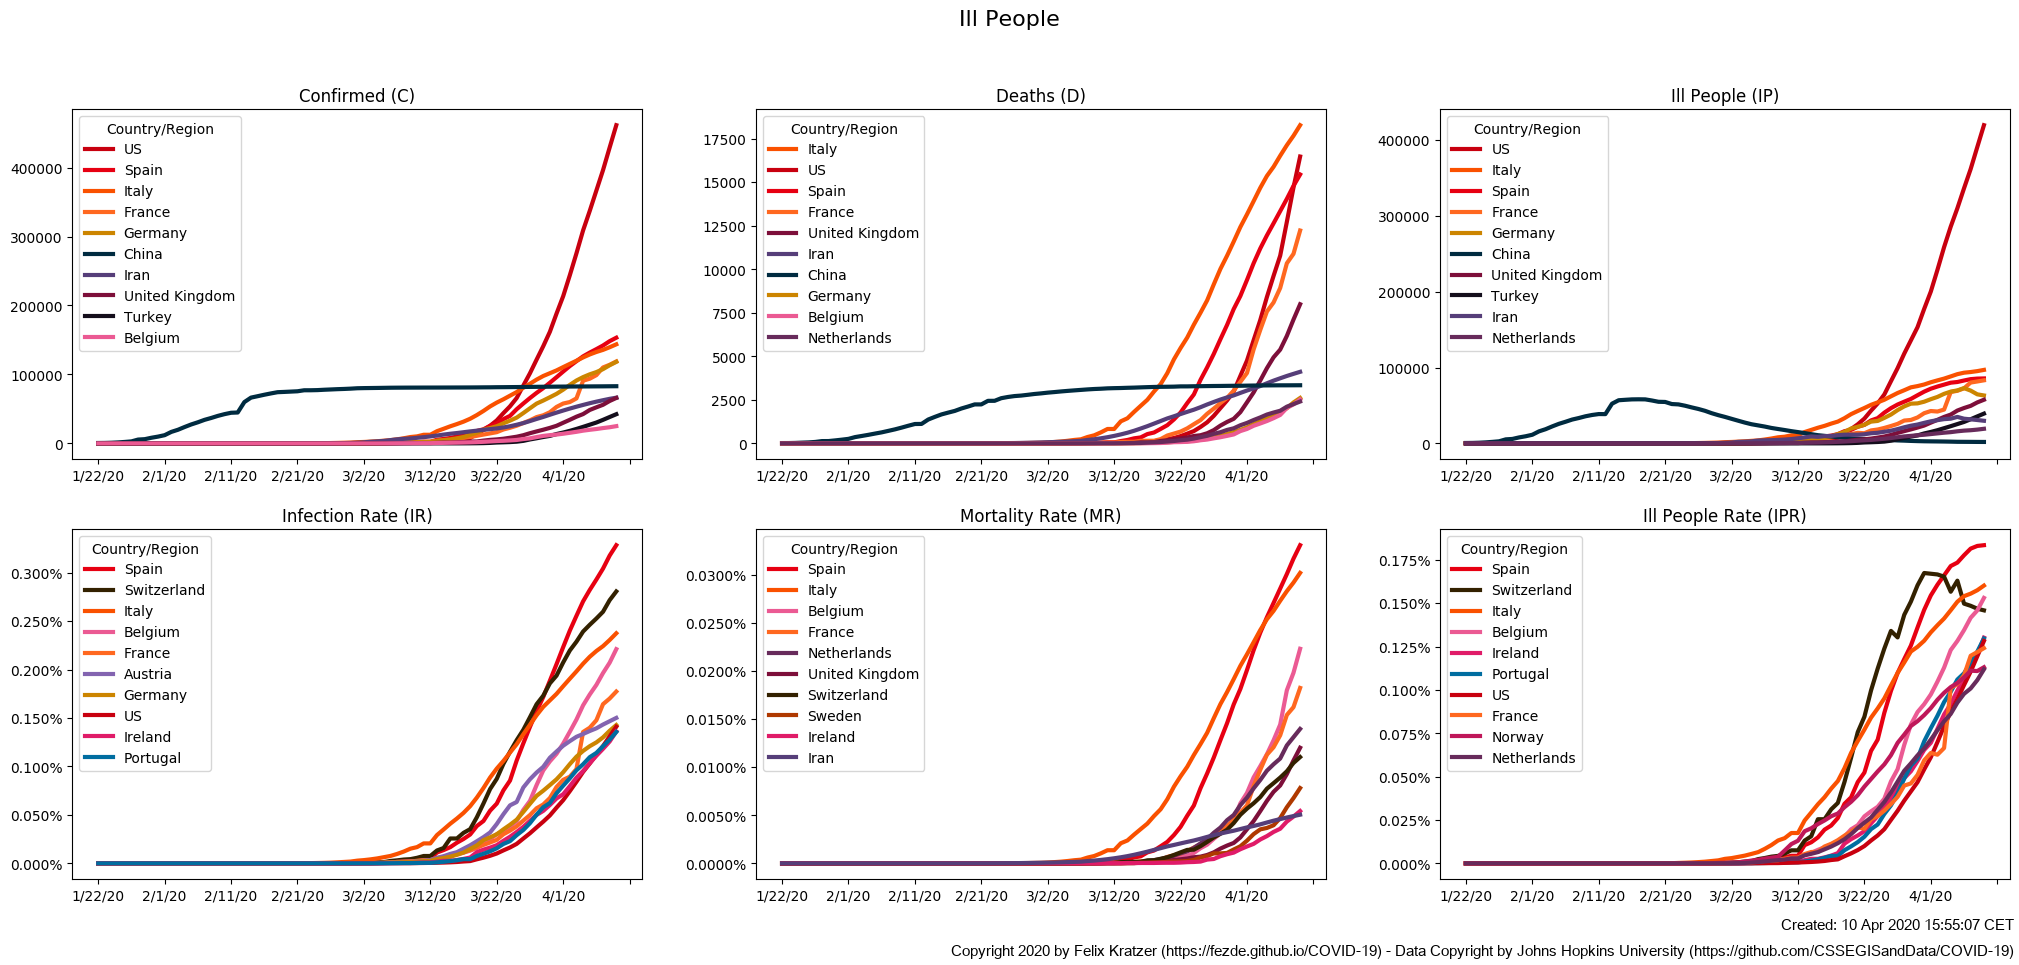 Ill People
Confirmed (C)
Country/Region
US
Spain
Italy
France
Germany
China
Iran
United Kingdom
Turkey
Belgium
400000
300000
200000
100000
0
1/22/20 2/1/20 2/11/20 2/21/20 3/2/20 3/12/20 3/22/20 4/1/20
Deaths (D)
Country/Region
Italy
US
Spain
France
United Kingdom
Iran
China
Germany
Belgium
Netherlands
17500
15000
12500
10000
7500
5000
2500
0
1/22/20 2/1/20 2/11/20 2/21/20 3/2/20 3/12/20 3/22/20 4/1/20
Ill People (IP)
Country/Region
US
Italy
Spain
France
Germany
China
United Kingdom
Turkey
Iran
Netherlands
400000
300000
200000
100000
0
1/22/20 2/1/20 2/11/20 2/21/20 3/2/20 3/12/20 3/22/20 4/1/20
Infection Rate (IR)
Country/Region
Spain
Switzerland
Italy
Belgium
France
Austria
Germany
US
Ireland
Portugal
0.300%
0.250%
0.200%
0.150%
0.100%
0.050%
0.000%
1/22/20 2/1/20 2/11/20 2/21/20 3/2/20 3/12/20 3/22/20 4/1/20
Mortality Rate (MR)
Country/Region
Spain
Italy
Belgium
France
Netherlands
United Kingdom
Switzerland
Sweden
Ireland
Iran
0.0300%
0.0250%
0.0200%
0.0150%
0.0100%
0.0050%
0.0000%
1/22/20 2/1/20 2/11/20 2/21/20 3/2/20 3/12/20 3/22/20 4/1/20
Ill People Rate (IPR)
Country/Region
Spain
Switzerland
Italy
Belgium
Ireland
Portugal
US
France
Norway
Netherlands
0.175%
0.150%
0.125%
0.100%
0.075%
0.050%
0.025%
0.000%
1/22/20 2/1/20 2/11/20 2/21/20 3/2/20 3/12/20 3/22/20 4/1/20
Created: 10 Apr 2020 15:55:07 CET
Copyright 2020 by Felix Kratzer (https://fezde.github.io/COVID-19) - Data Copyright by Johns Hopkins University (https://github.com/CSSEGISandData/COVID-19)